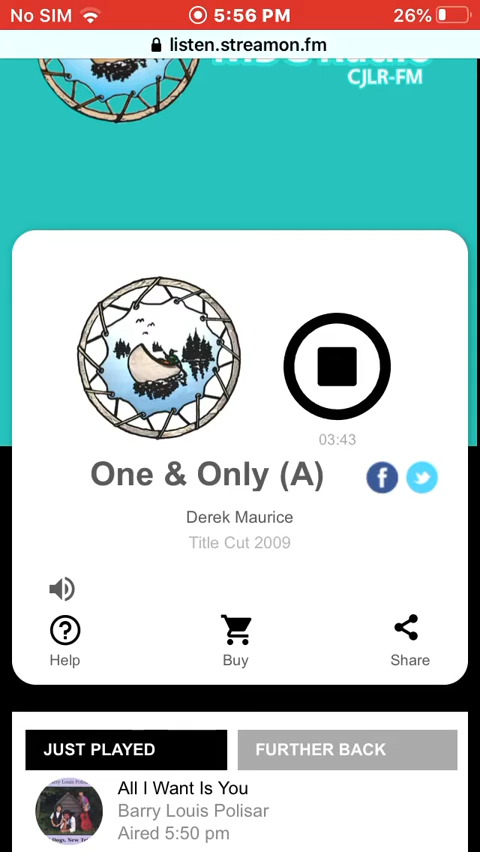 No SIM 5:56 PM 26%
listen.streamon.fm
MBC Radio
CJLR-FM
03:43
One & Only (A)
Derek Maurice
Title Cut 2009
Help Buy Share
JUST PLAYED FURTHER BACK
All I Want Is You
Barry Louis Polisar
Aired 5:50 pm